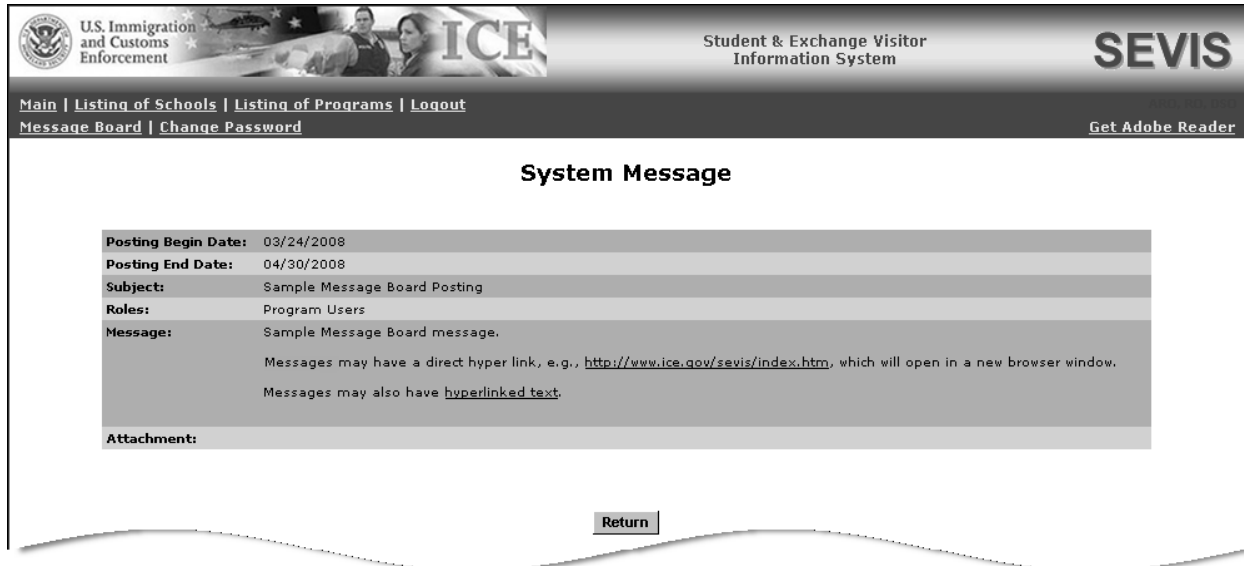 U.S. Immigration
and Customs
Enforcement
ICE
Student & Exchange Visitor
Information System
SEVIS
Main | Listing of Schools | Listing of Programs | Logout
Message Board | Change Password
Get Adobe Reader
System Message
Posting Begin Date: 03/24/2008
Posting End Date: 04/30/2008
Subject: Sample Message Board Posting
Roles: Program Users
Message: Sample Message Board message.
Messages may have a direct hyper link, e.g., http://www.ice.gov/sevis/index.htm, which will open in a new browser window.
Messages may also have hyperlinked text.
Attachment:
Return